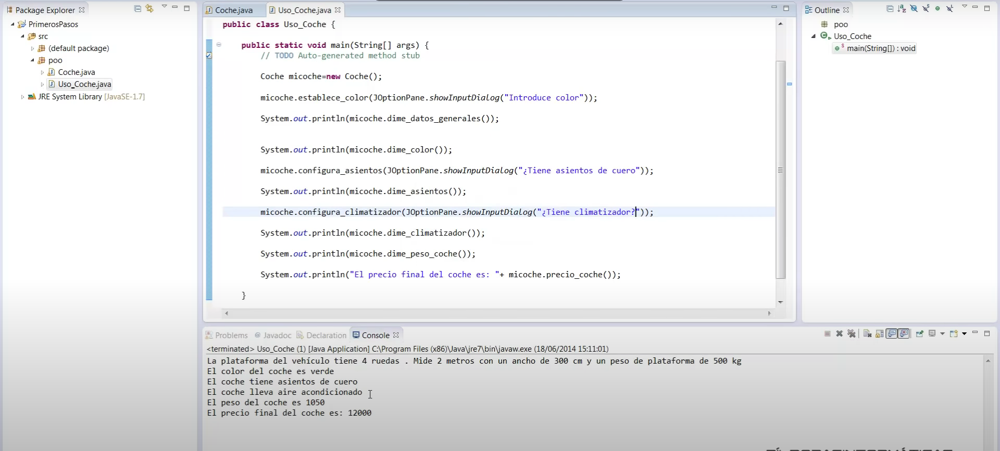 Package Explorer
PrimerosPasos
src
(default package)
poo
Coche.java
Uso_Coche.java
JRE System Library [JavaSE-1.7]
Coche.java
Uso_Coche.java
public class Uso_Coche {
public static void main(String[] args) {
// TODO Auto-generated method stub
Coche micoche=new Coche();
micoche.establece_color(JOptionPane.showInputDialog("Introduce color"));
System.out.println(micoche.dime_datos_generales());
System.out.println(micoche.dime_color());
micoche.configura_asientos(JOptionPane.showInputDialog("¿Tiene asientos de cuero"));
System.out.println(micoche.dime_asientos());
micoche.configura_climatizador(JOptionPane.showInputDialog("¿Tiene climatizador?"));
System.out.println(micoche.dime_climatizador());
System.out.println(micoche.dime_peso_coche());
System.out.println("El precio final del coche es: "+ micoche.precio_coche());
}
Outline
poo
Uso_Coche
main(String[]) : void
Problems
@ Javadoc
Declaration
Console
<terminated> Uso_Coche (1) [Java Application] C:\Program Files (x86)\Java\jre7\bin\javaw.exe (18/06/2014 15:11:01)
La plataforma del vehículo tiene 4 ruedas . Mide 2 metros con un ancho de 300 cm y un peso de plataforma de 500 kg
El color del coche es verde
El coche tiene asientos de cuero
El coche lleva aire acondicionado
El peso del coche es 1050
El precio final del coche es: 12000